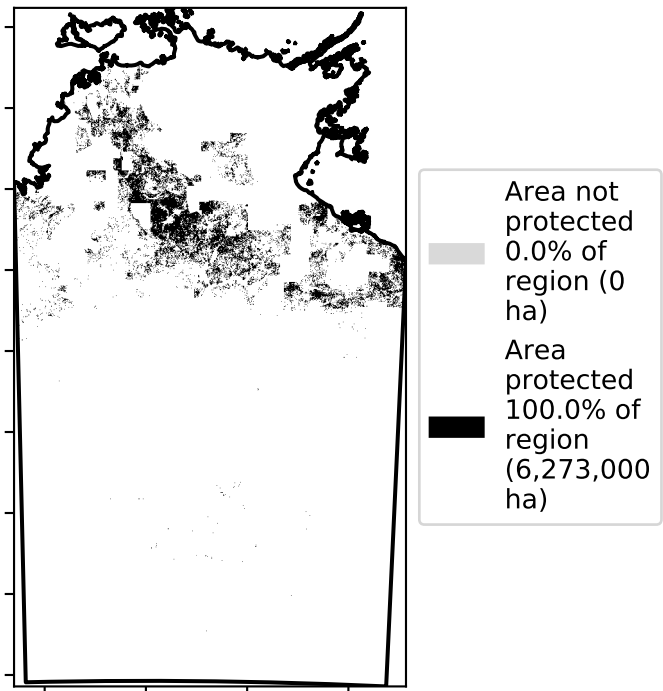 Area not
protected
0.0% of
region (0
ha)
Area
protected
100.0% of
region
(6,273,000
ha)